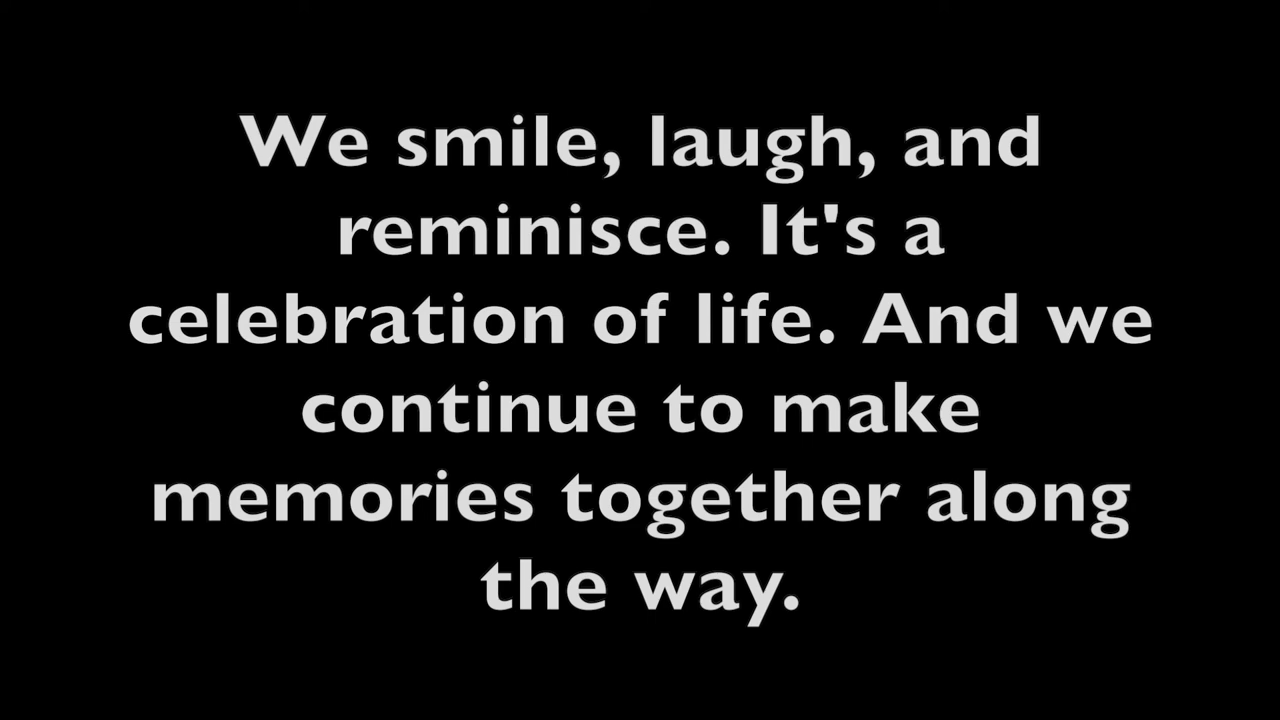 We smile, laugh, and
reminisce. It's a
celebration of life. And we
continue to make
memories together along
the way.